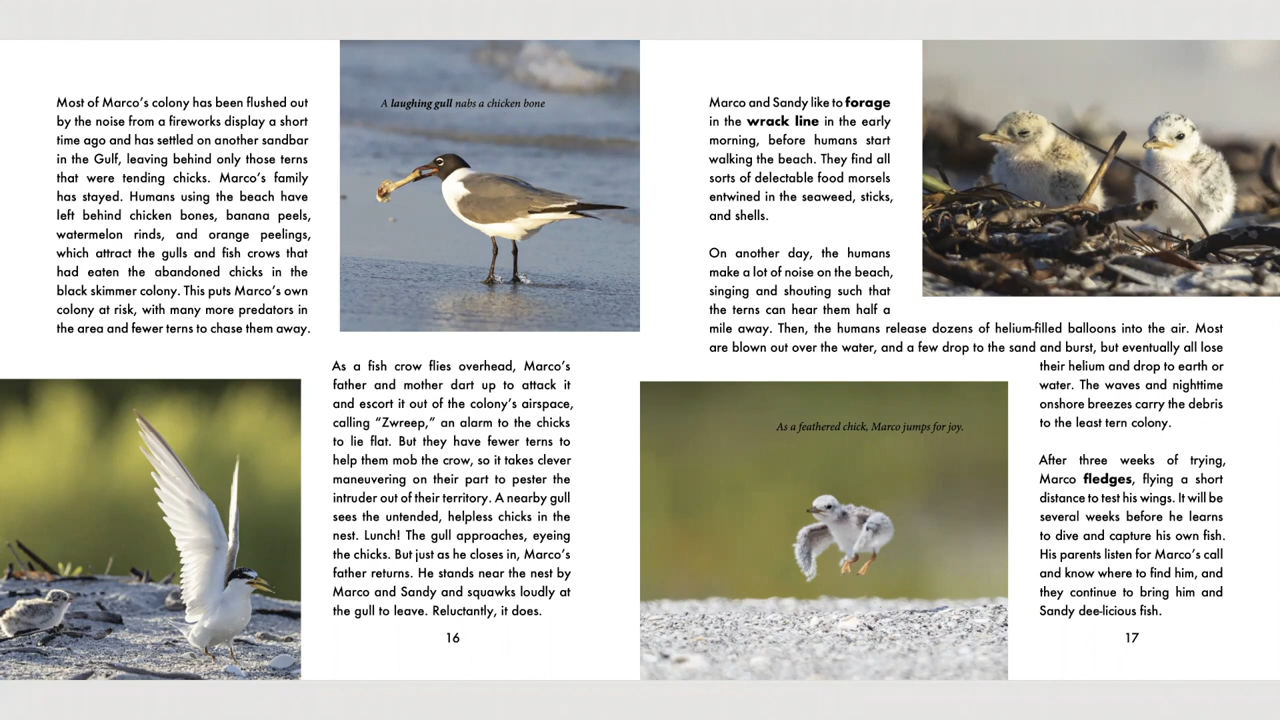 Most of Marco's colony has been flushed out
by the noise from a fireworks display a short
time ago and has settled on another sandbar
in the Gulf, leaving behind only those terns
that were tending chicks. Marco's family
has stayed. Humans using the beach have
left behind chicken bones, banana peels,
watermelon rinds, and orange peelings,
which attract the gulls and fish crows that
had eaten the abandoned chicks in the
black skimmer colony. This puts Marco's own
colony at risk, with many more predators in
the area and fewer terns to chase them away.
A laughing gull nabs a chicken bone
As a fish crow flies overhead, Marco's
father and mother dart up to attack it
and escort it out of the colony's airspace,
calling “Zwreep,” an alarm to the chicks
to lie flat. But they have fewer terns to
help them mob the crow, so it takes clever
maneuvering on their part to pester the
intruder out of their territory. A nearby gull
sees the untended, helpless chicks in the
nest. Lunch! The gull approaches, eyeing
the chicks. But just as he closes in, Marco's
father returns. He stands near the nest by
Marco and Sandy and squawks loudly at
the gull to leave. Reluctantly, it does.
16
Marco and Sandy like to forage
in the wrack line in the early
morning, before humans start
walking the beach. They find all
sorts of delectable food morsels
entwined in the seaweed, sticks,
and shells.
On another day, the humans
make a lot of noise on the beach,
singing and shouting such that
the terns can hear them half a
mile away. Then, the humans release dozens of helium-filled balloons into the air. Most
are blown out over the water, and a few drop to the sand and burst, but eventually all lose
their helium and drop to earth or
water. The waves and nighttime
onshore breezes carry the debris
to the least tern colony.
As a feathered chick, Marco jumps for joy.
After three weeks of trying,
Marco fledges, flying a short
distance to test his wings. It will be
several weeks before he learns
to dive and capture his own fish.
His parents listen for Marco's call
and know where to find him, and
they continue to bring him and
Sandy dee-licious fish.
17